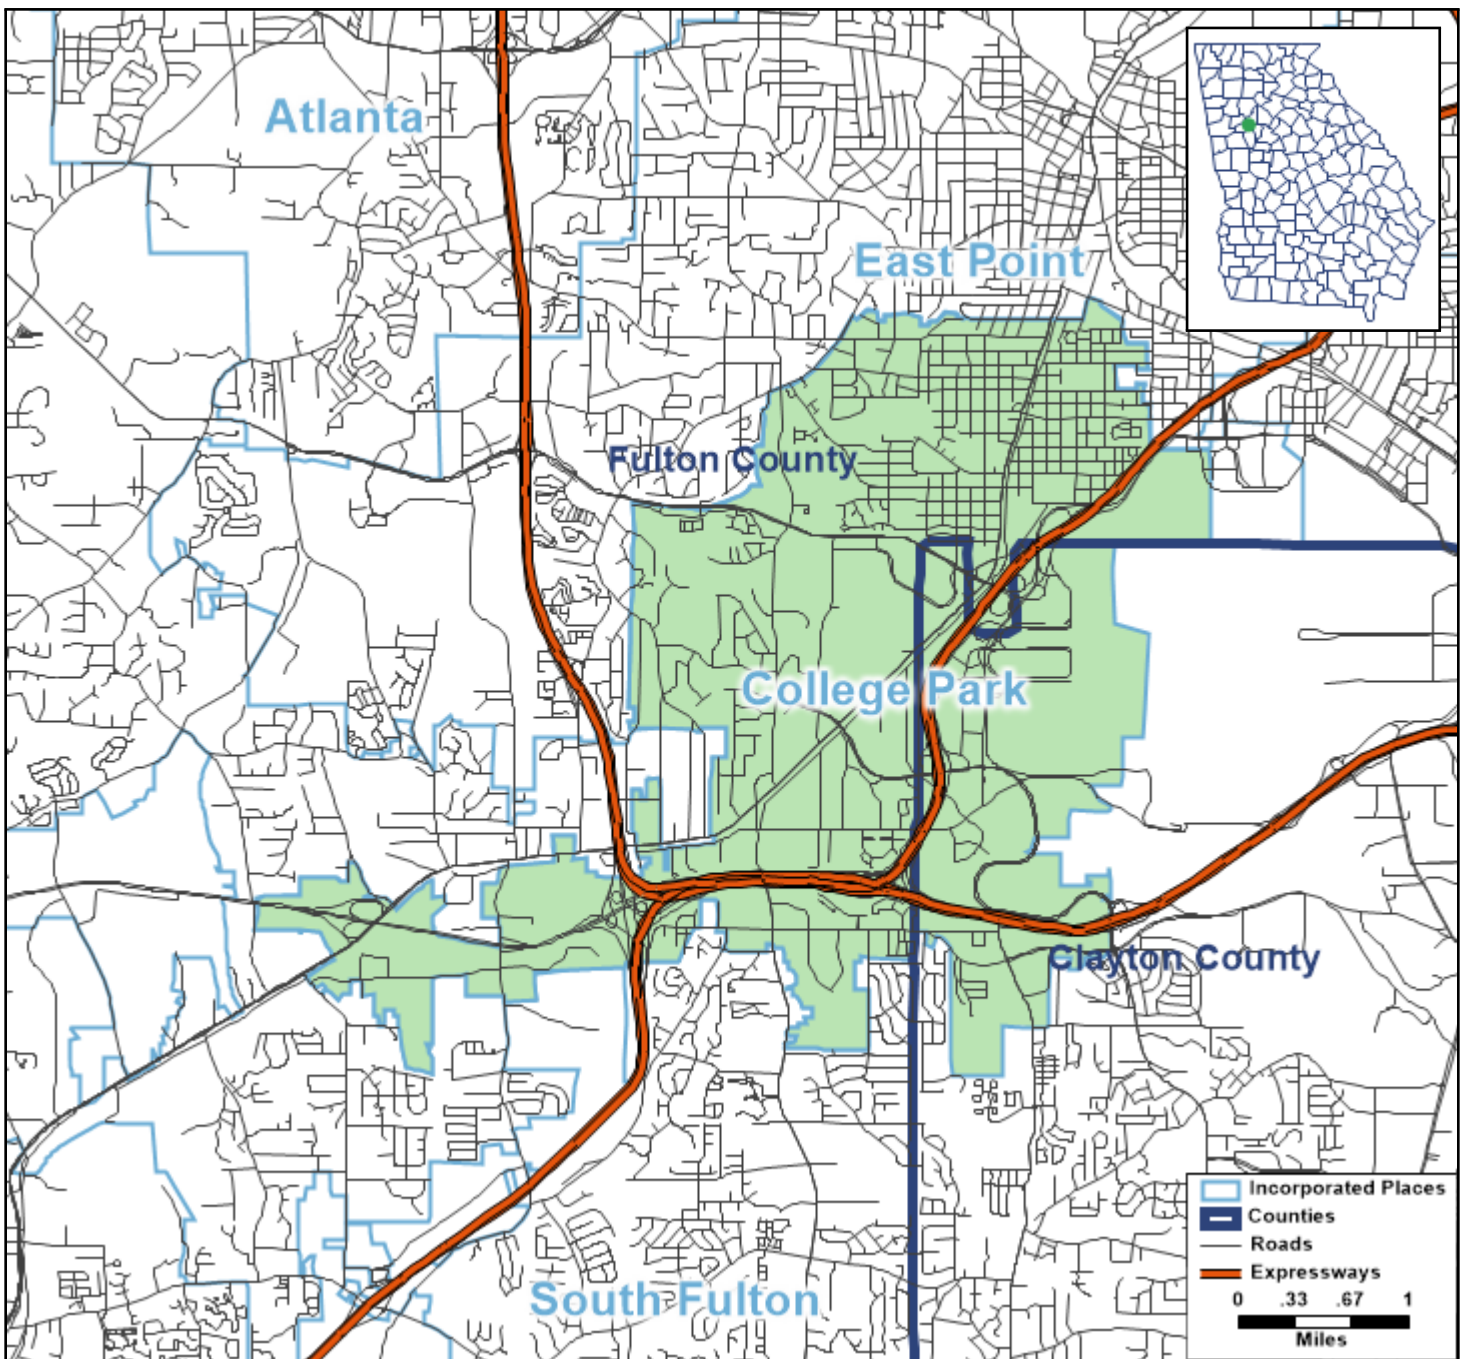 Atlanta
East Point
Fulton County
College Park
Clayton County
South Fulton
Incorporated Places
Counties
Roads
Expressways
0 .33 .67 1
Miles